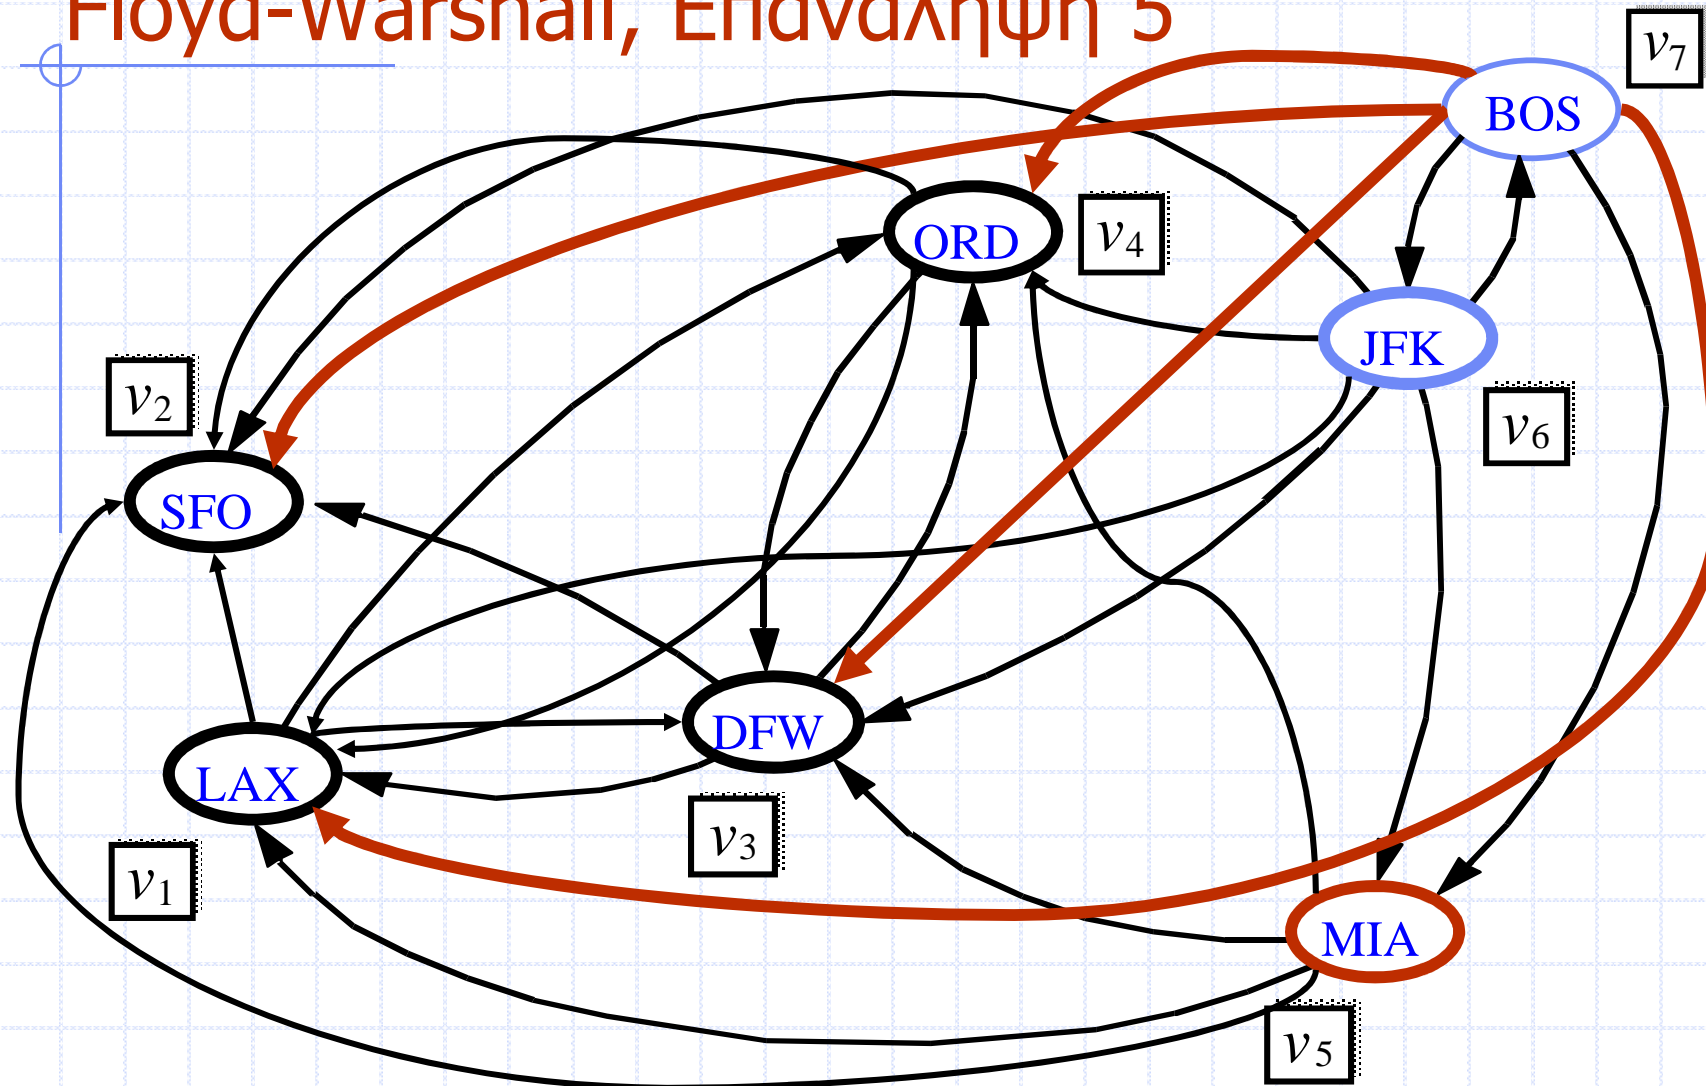 Floyd-Warshall, Επανάληψη 5
v7
BOS
ORD
v4
JFK
v2
v6
SFO
DFW
LAX
v3
v1
MIA
v5